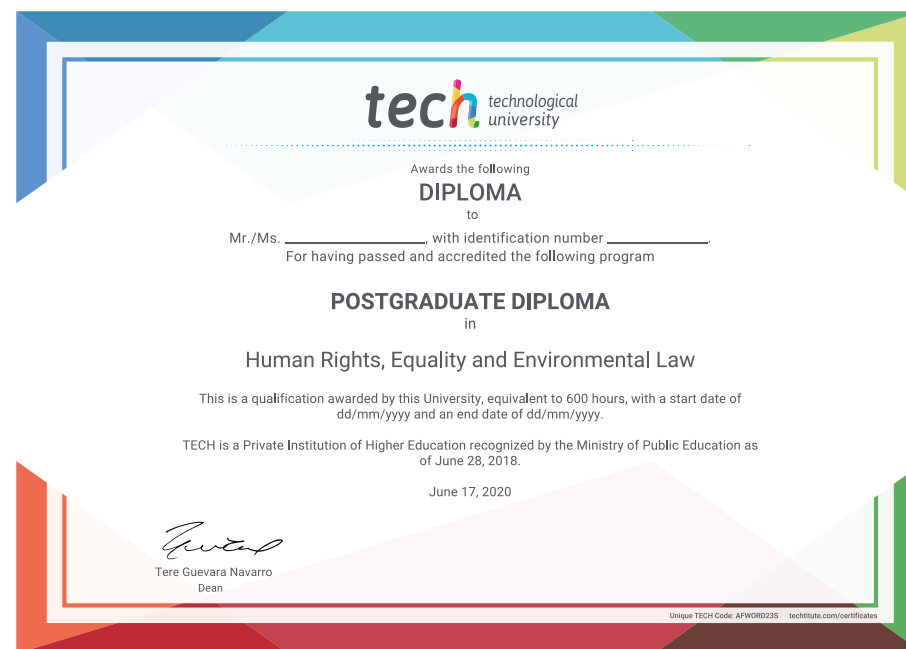 tech technological
university
Awards the following
DIPLOMA
to
Mr./Ms. ____________________, with identification number ______________.
For having passed and accredited the following program
POSTGRADUATE DIPLOMA
in
Human Rights, Equality and Environmental Law
This is a qualification awarded by this University, equivalent to 600 hours, with a start date of
dd/mm/yyyy and an end date of dd/mm/yyyy.
TECH is a Private Institution of Higher Education recognized by the Ministry of Public Education as
of June 28, 2018.
June 17, 2020
Tere Guevara Navarro
Dean
Unique TECH Code: AFWORD23S techtitute.com/certificates